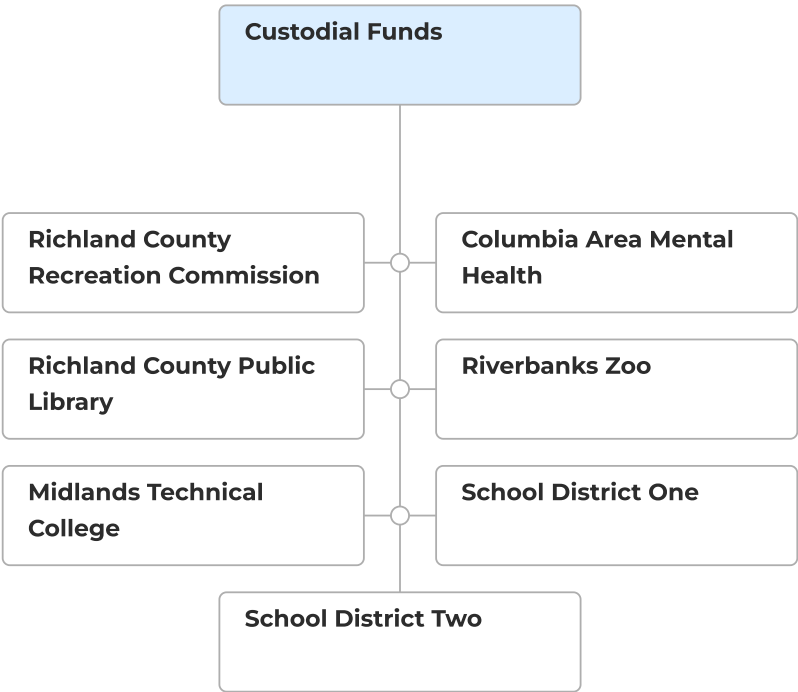 Custodial Funds
Richland County
Recreation Commission
Columbia Area Mental
Health
Richland County Public
Library
Riverbanks Zoo
Midlands Technical
College
School District One
School District Two